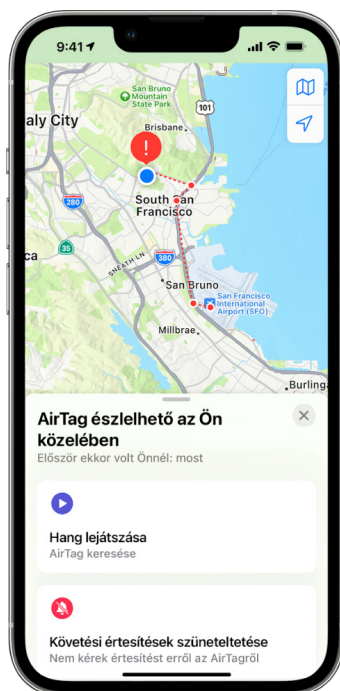 9:41
San Bruno
Mountain
State Park
101
aly City
Brisbane
South San
Francisco
280
35
ca
SNEATH LN
380
San Bruno
San Francisco
International
Airport (SFO)
Millbrae
Burling
AirTag észlelhető az Ön
közelében
Először ekkor volt Önnél: most
Hang lejátszása
AirTag keresése
Követési értesítések szüneteltetése
Nem kérek értesítést erről az AirTagről